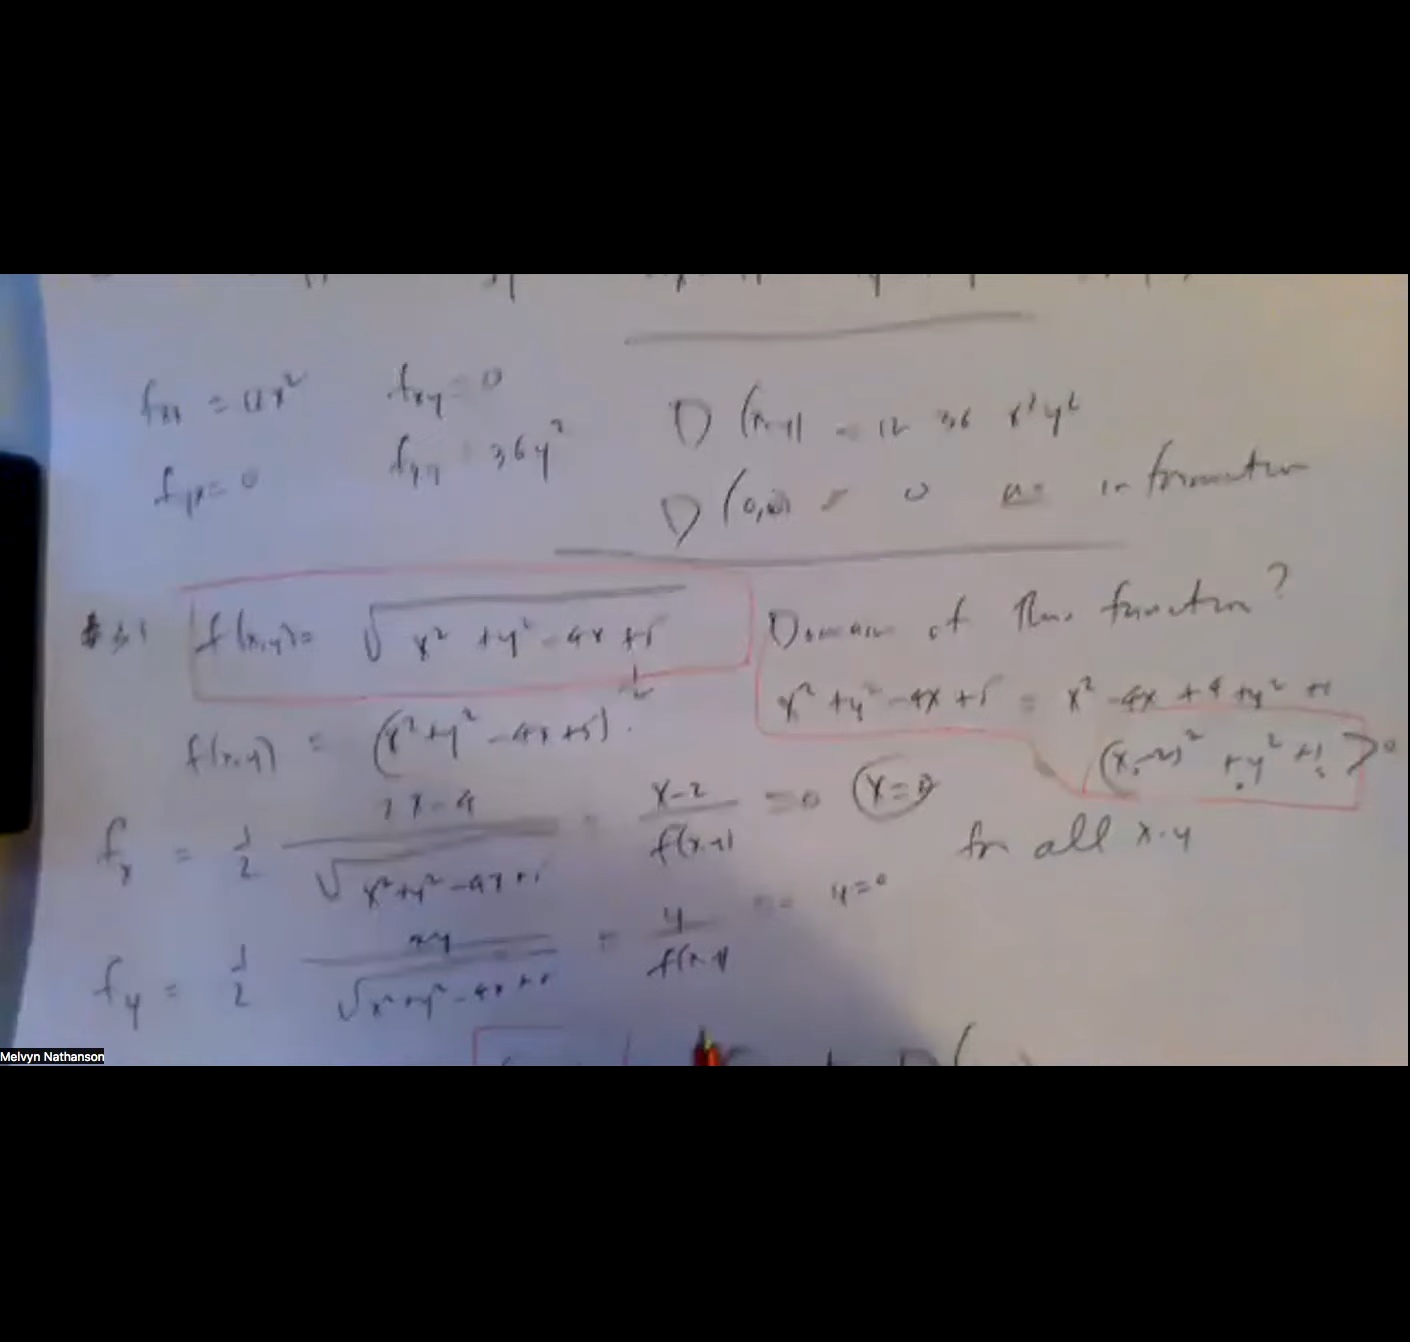 fxx = 12x² fxy = 0 D(x,y) = 12 36 x²y²
fyx = 0 fyy = 36y² D(0,0) = 0 no information
#31 f(x,y) = √x² + y² - 4x + 5 Domain of this function?
x² + y² - 4x + 5 = x² - 4x + 4 + y² + 1
f(x,y) = (x² + y² - 4x + 5)^½ (x-2)² + y² + 1 > 0
for all x,y
fx = 1/2 2x-4/√x² + y² - 4x + 5 = x-2/f(x,y) = 0
fy = 1/2 2y/√x² + y² - 4x + 5 = y/f(x,y) y = 0
Melvyn Nathanson